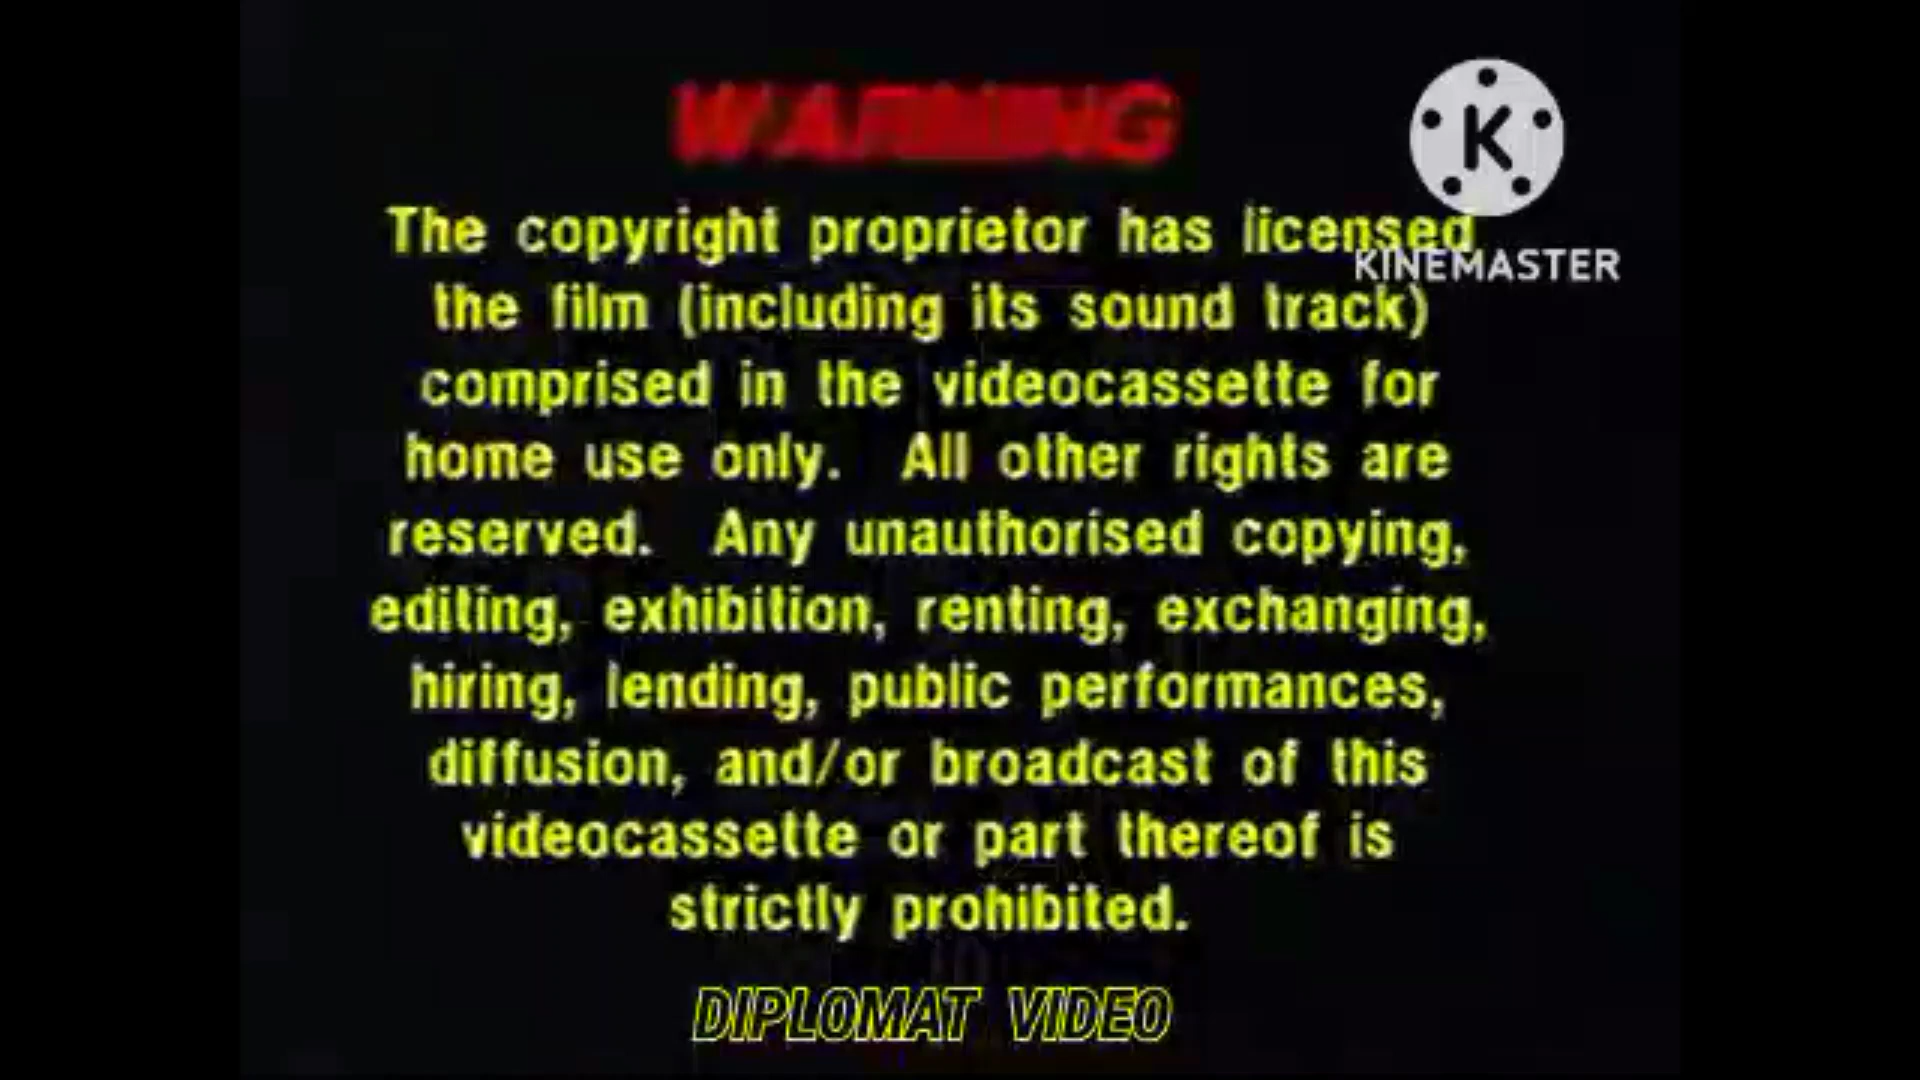 WARNING
K
KINEMASTER
The copyright proprietor has licensed
the film (including its sound track)
comprised in the videocassette for
home use only. All other rights are
reserved. Any unauthorised copying,
editing, exhibition, renting, exchanging,
hiring, lending, public performances,
diffusion, and/or broadcast of this
videocassette or part thereof is
strictly prohibited.
DIPLOMAT VIDEO